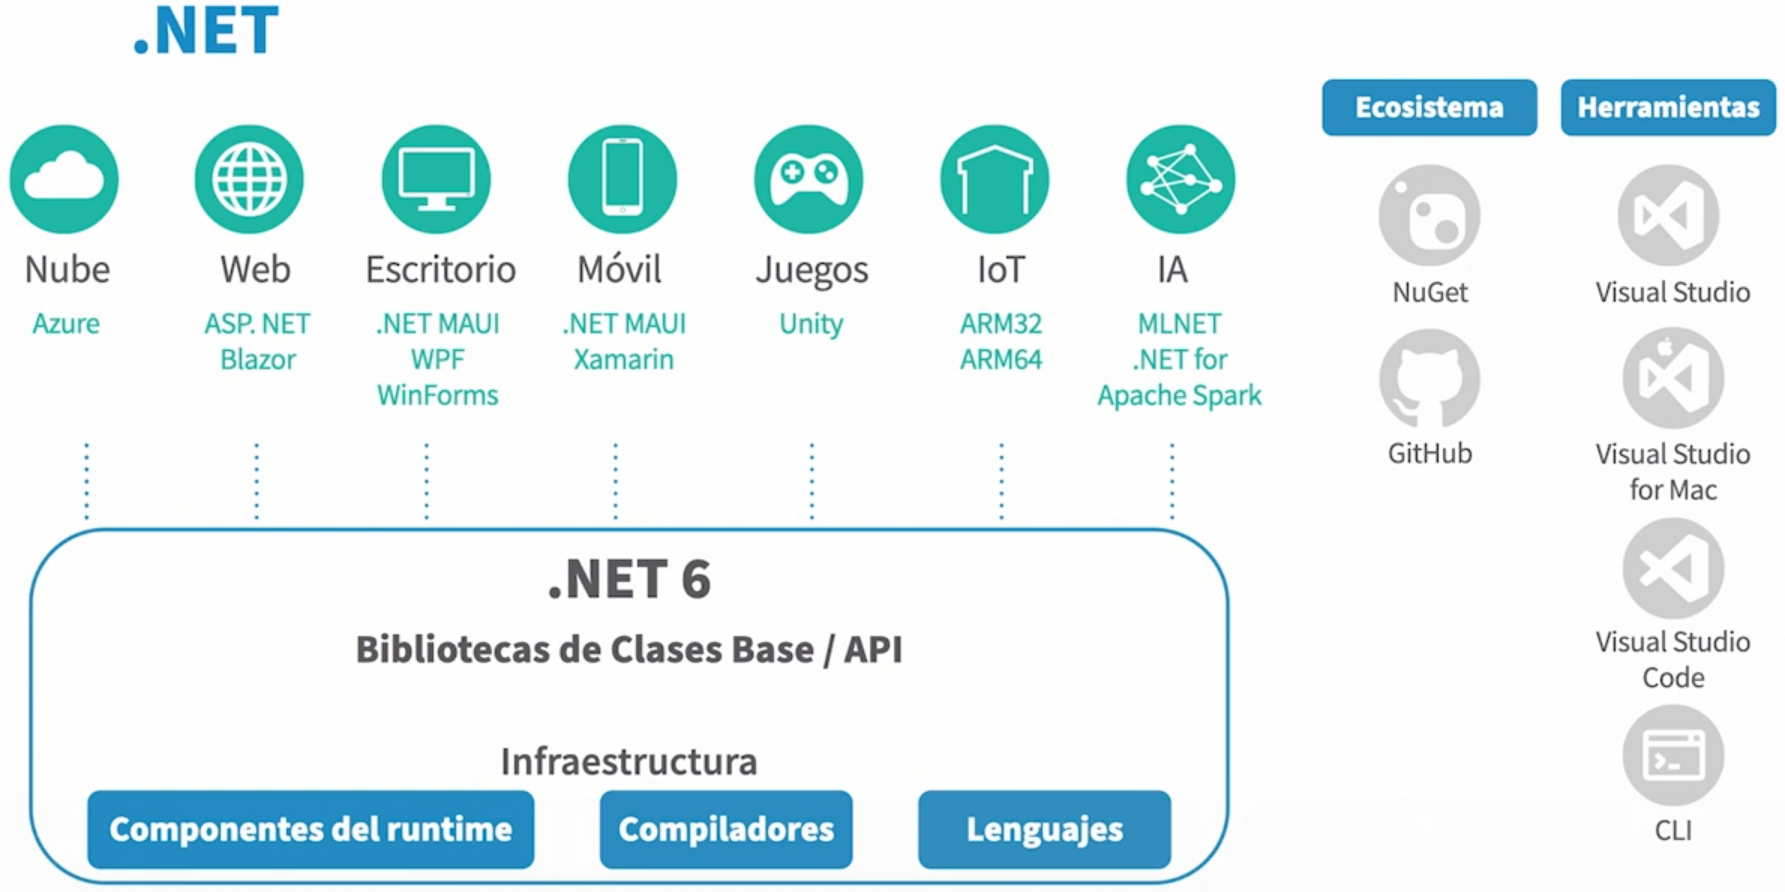 .NET
Nube
Azure
Web
ASP. NET
Blazor
Escritorio
.NET MAUI
WPF
WinForms
Móvil
.NET MAUI
Xamarin
Juegos
Unity
IoT
ARM32
ARM64
IA
MLNET
.NET for
Apache Spark
.NET 6
Bibliotecas de Clases Base / API
Infraestructura
Componentes del runtime
Compiladores
Lenguajes
Ecosistema
NuGet
GitHub
Herramientas
Visual Studio
Visual Studio
for Mac
Visual Studio
Code
CLI